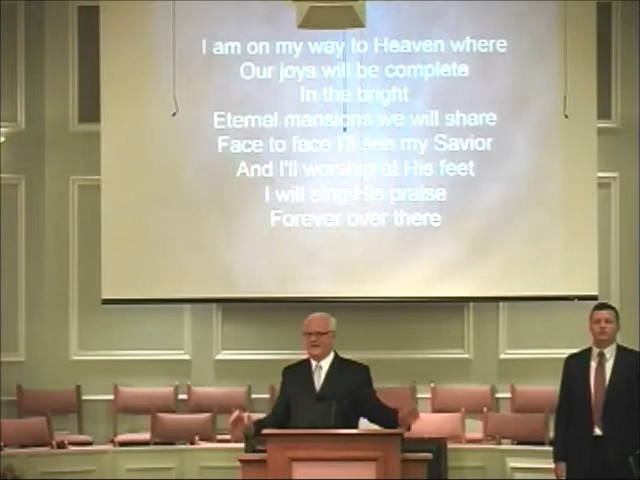 I am on my way to Heaven where
Our joys will be complete
In the bright
Eternal mansions we will share
Face to face I'll see my Savior
And I'll worship at His feet
I will sing His praise
Forever over there